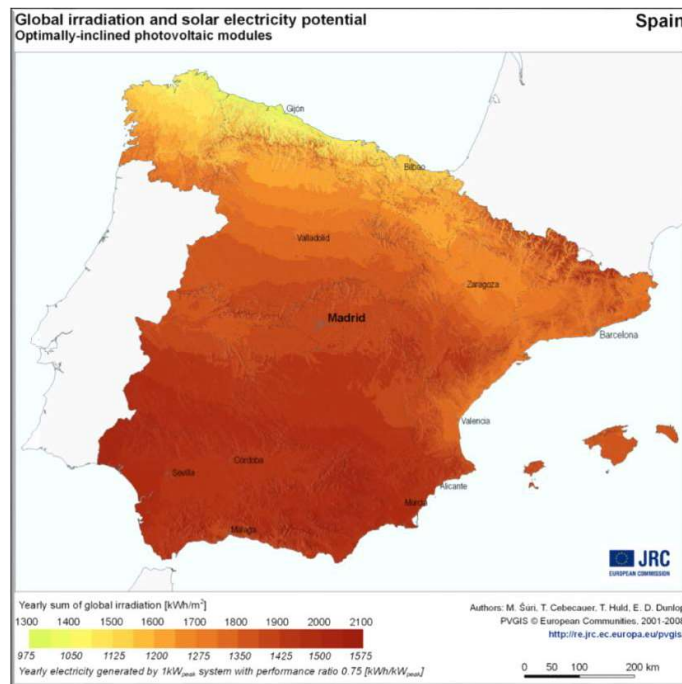 Global irradiation and solar electricity potential
Optimally-inclined photovoltaic modules
Spain
Gijón
Bilbao
Valladolid
Zaragoza
Madrid
Barcelona
Valencia
Córdoba
Sevilla
Alicante
Murcia
Málaga
JRC
EUROPEAN COMMISSION
Yearly sum of global irradiation [kWh/m²]
1300 1400 1500 1600 1700 1800 1900 2000 2100
975 1050 1125 1200 1275 1350 1425 1500 1575
Yearly electricity generated by 1kWpeak system with performance ratio 0.75 [kWh/kWpeak]
Authors: M. Šúri, T. Cebecauer, T. Huld, E. D. Dunlop
PVGIS © European Communities, 2001-2008
http://re.jrc.ec.europa.eu/pvgis
0 50 100 200 km